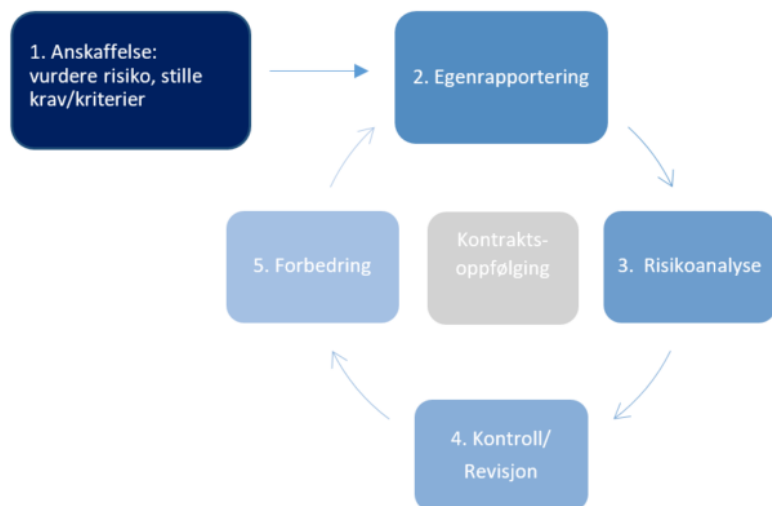 1. Anskaffelse:
vurdere risiko, stille
krav/kriterier
2. Egenrapportering
5. Forbedring
Kontrakts-
oppfølging
3. Risikoanalyse
4. Kontroll/
Revisjon